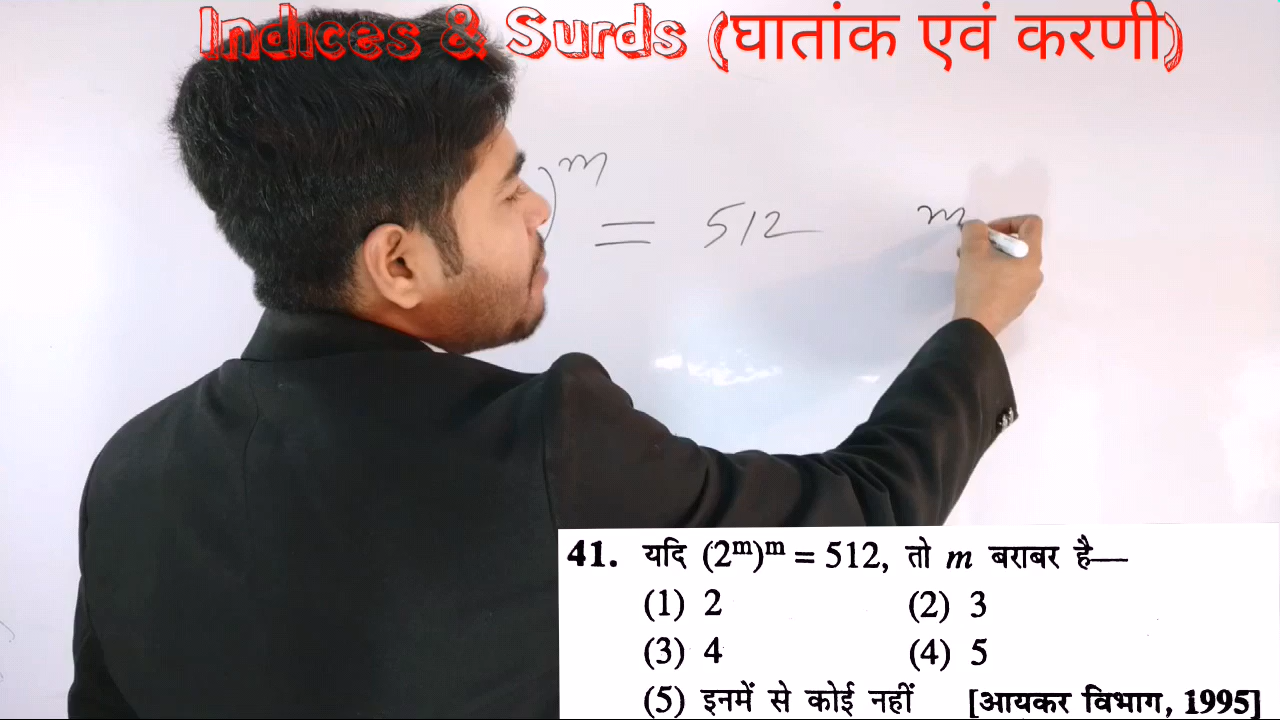 Indices & Surds (घातांक एवं करणी)
)^m = 512 m
41. यदि (2^m)^m = 512, तो m बराबर है—
(1) 2 (2) 3
(3) 4 (4) 5
(5) इनमें से कोई नहीं [आयकर विभाग, 1995]